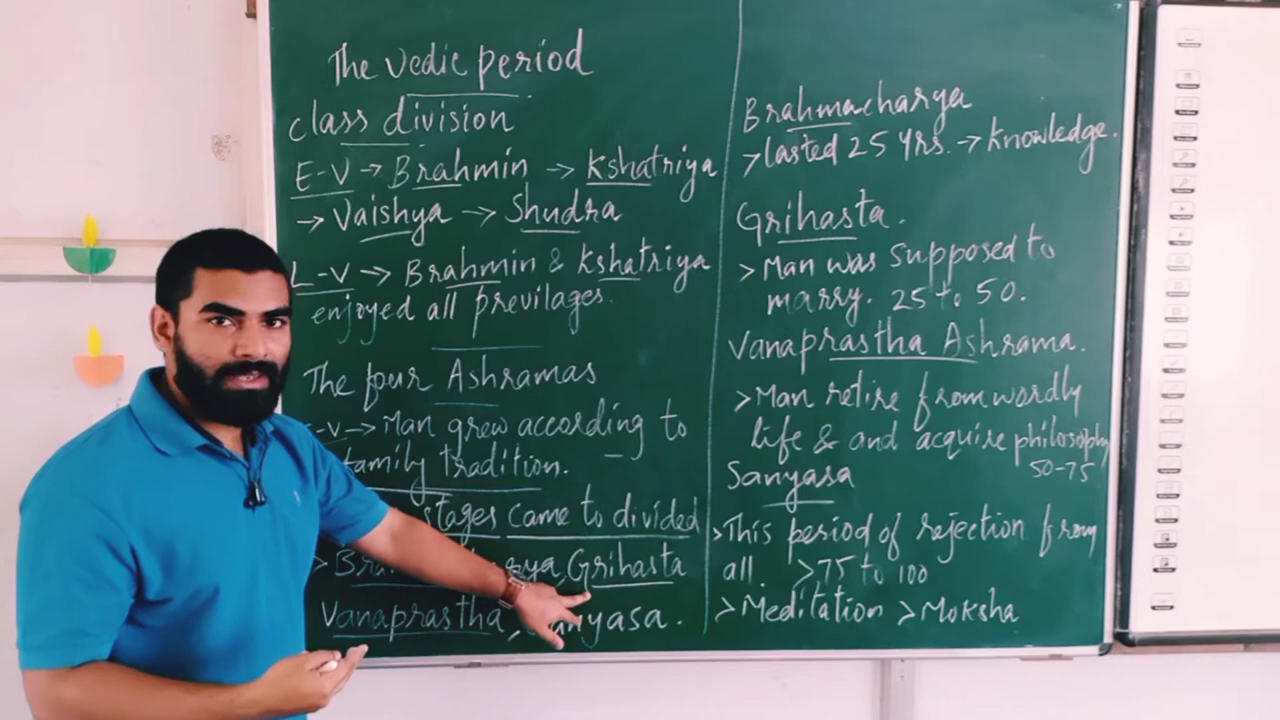 The Vedic period
class division
E-V → Brahmin → Kshatriya
→ Vaishya → Shudra
L-V → Brahmin & Kshatriya
enjoyed all previlages.
The four Ashramas
-V → Man grew according to
family tradition.
stages came to divided
> Bra rya, Grihasta
Vanaprastha, nyasa.
Brahmacharya
> lasted 25 yrs. → knowledge.
Grihasta.
> Man was supposed to
marry. 25 to 50.
Vanaprastha Ashrama.
> Man retire from wordly
life & and acquire philosophy
50-75
Sanyasa
> This period of rejection from
all. > 75 to 100
> Meditation > Moksha